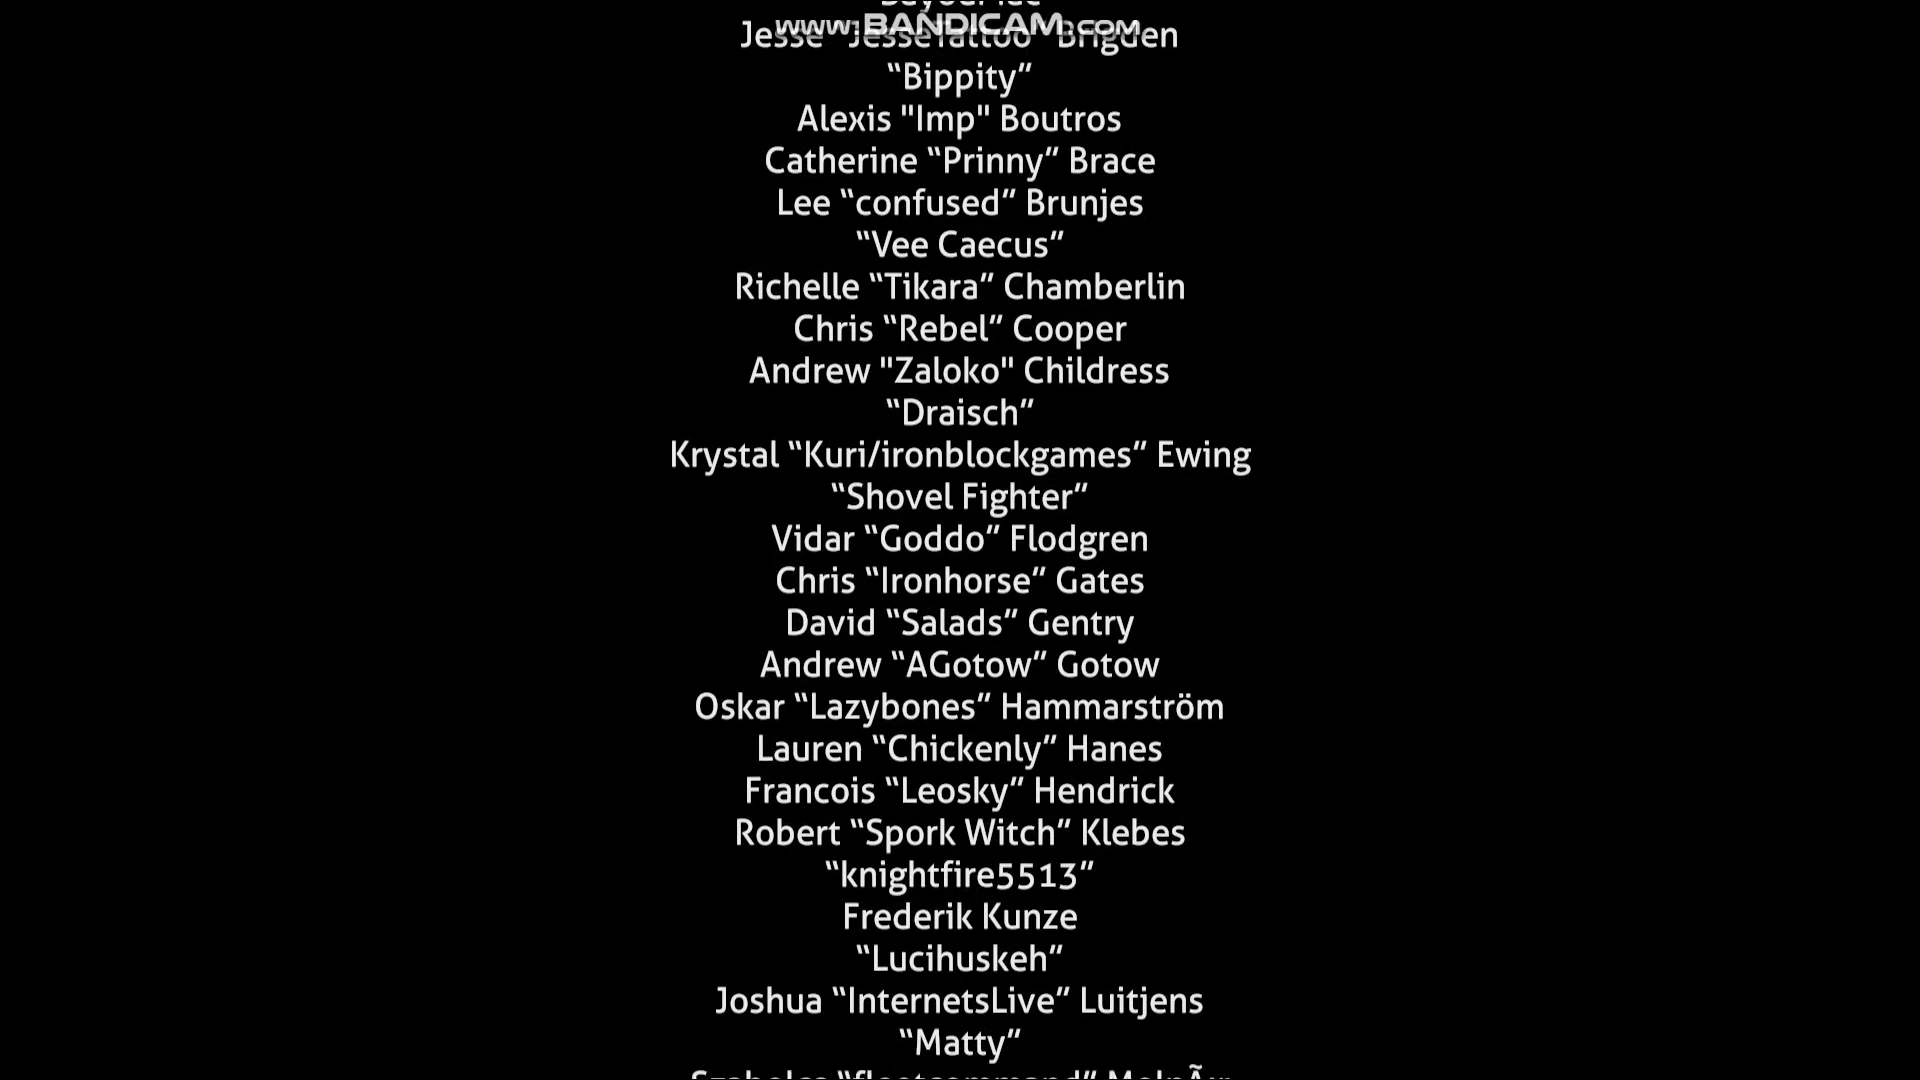 www.BANDICAM.com
Jesse “JesseTattoo” Brigden
“Bippity”
Alexis "Imp" Boutros
Catherine “Prinny” Brace
Lee “confused” Brunjes
“Vee Caecus”
Richelle “Tikara” Chamberlin
Chris “Rebel” Cooper
Andrew "Zaloko" Childress
“Draisch”
Krystal “Kuri/ironblockgames” Ewing
“Shovel Fighter”
Vidar “Goddo” Flodgren
Chris “Ironhorse” Gates
David “Salads” Gentry
Andrew “AGotow” Gotow
Oskar “Lazybones” Hammarström
Lauren “Chickenly” Hanes
Francois “Leosky” Hendrick
Robert “Spork Witch” Klebes
“knightfire5513”
Frederik Kunze
“Lucihuskeh”
Joshua “InternetsLive” Luitjens
“Matty”